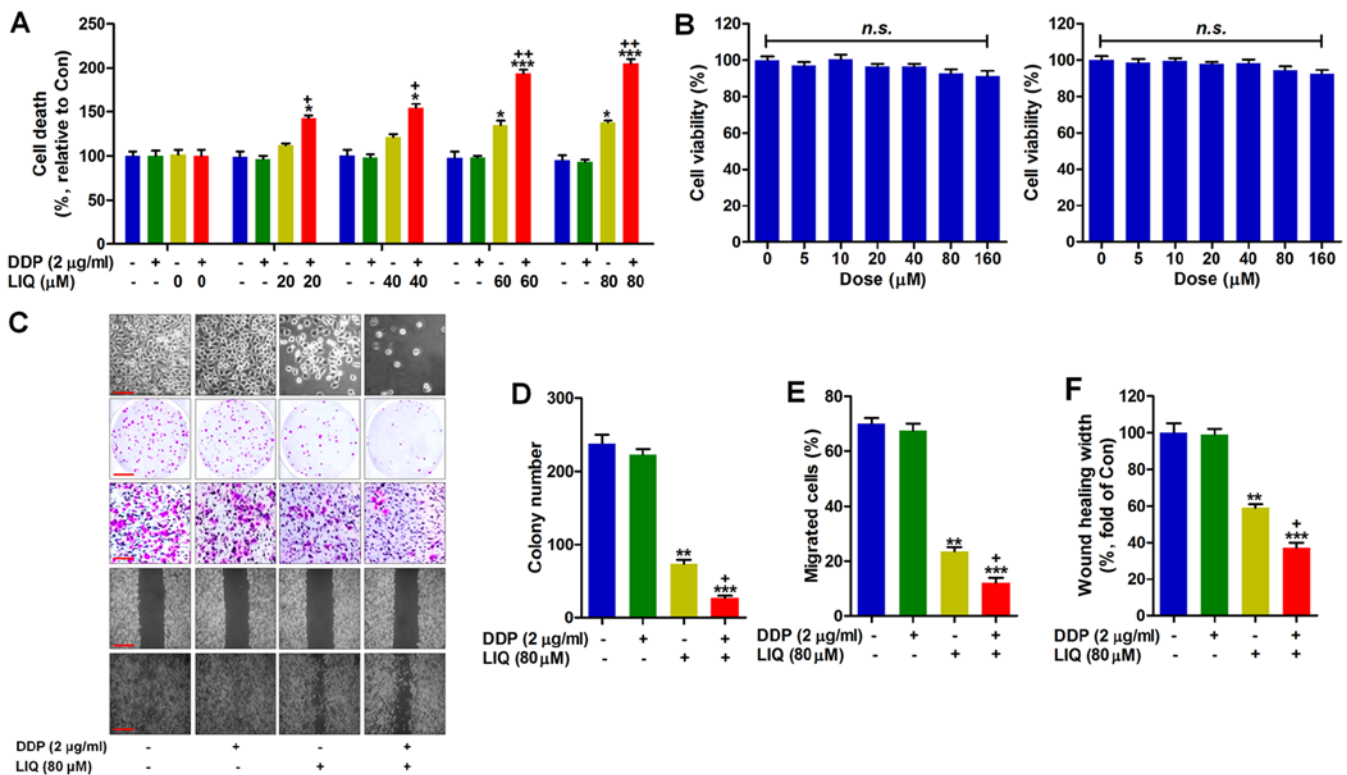 A
Cell death
(%, relative to Con)
250
200
150
100
50
0
+
*
+
*
*
++
***
*
++
***
DDP (2 μg/ml) - + - + - + - + - + - + - + - + - + - +
LIQ (μM) - - 0 0 - - 20 20 - - 40 40 - - 60 60 - - 80 80
B
Cell viability (%)
120
100
80
60
40
20
0
n.s.
0 5 10 20 40 80 160
Dose (μM)
Cell viability (%)
120
100
80
60
40
20
0
n.s.
0 5 10 20 40 80 160
Dose (μM)
C
DDP (2 μg/ml) - + - +
LIQ (80 μM) - - + +
D
Colony number
300
200
100
0
**
+
***
DDP (2 μg/ml) - + - +
LIQ (80 μM) - - + +
E
Migrated cells (%)
80
60
40
20
0
**
+
***
DDP (2 μg/ml) - + - +
LIQ (80 μM) - - + +
F
Wound healing width
(%, fold of Con)
120
100
80
60
40
20
0
**
+
***
DDP (2 μg/ml) - + - +
LIQ (80 μM) - - + +